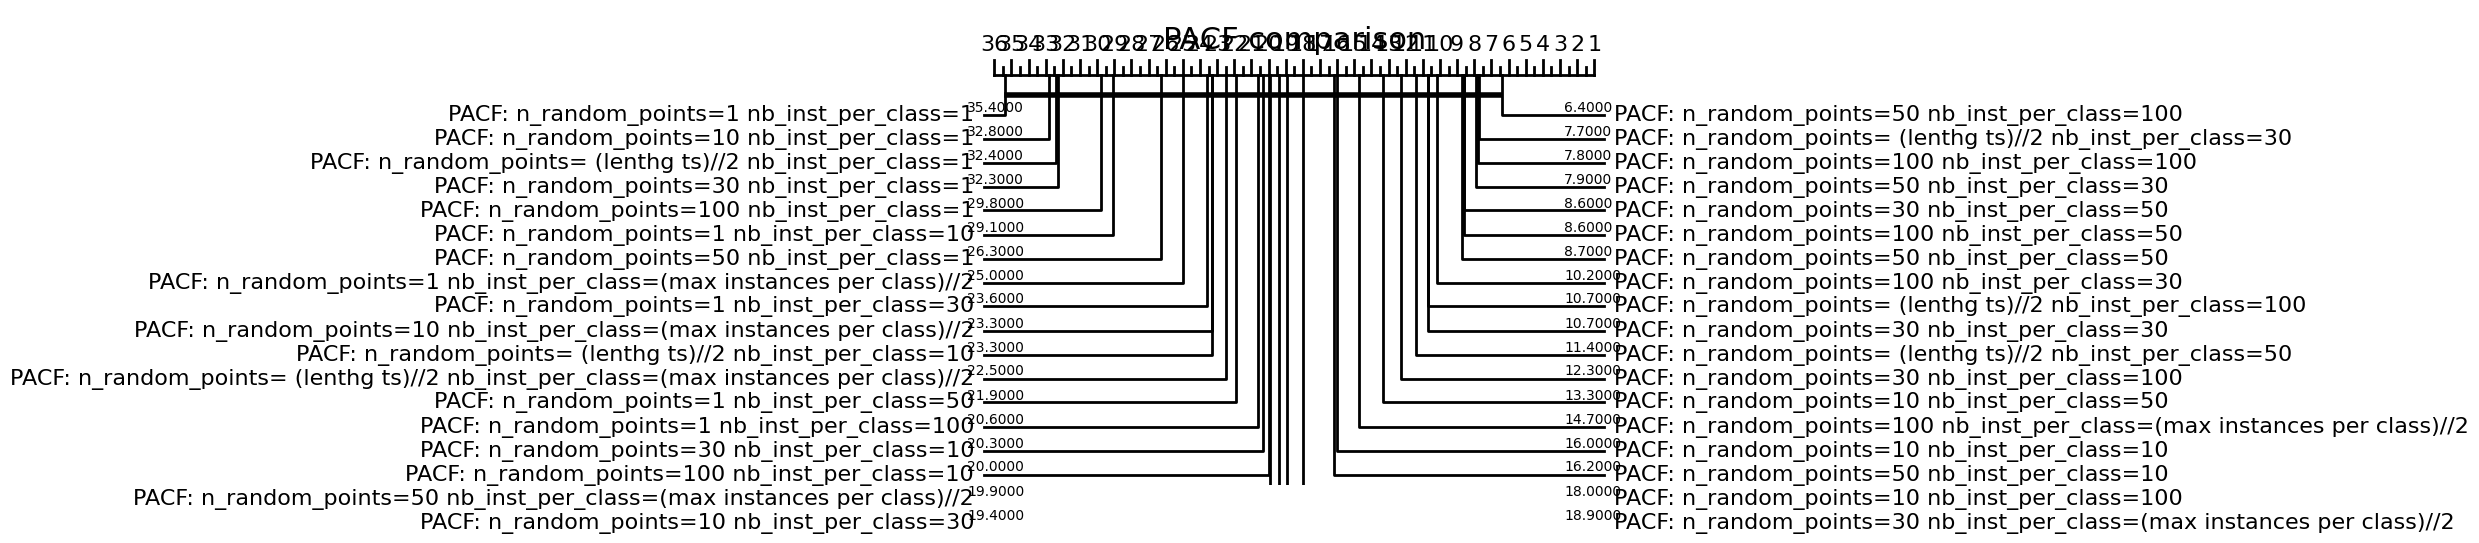 PACF comparison
36 35 34 33 32 31 30 29 28 27 26 25 24 23 22 21 20 19 18 17 16 15 14 13 12 11 10 9 8 7 6 5 4 3 2 1
PACF: n_random_points=1 nb_inst_per_class=1 35.4000 6.4000 PACF: n_random_points=50 nb_inst_per_class=100
PACF: n_random_points=10 nb_inst_per_class=1 32.8000 7.7000 PACF: n_random_points= (lenthg ts)//2 nb_inst_per_class=30
PACF: n_random_points= (lenthg ts)//2 nb_inst_per_class=1 32.4000 7.8000 PACF: n_random_points=100 nb_inst_per_class=100
PACF: n_random_points=30 nb_inst_per_class=1 32.3000 7.9000 PACF: n_random_points=50 nb_inst_per_class=30
PACF: n_random_points=100 nb_inst_per_class=1 29.8000 8.6000 PACF: n_random_points=30 nb_inst_per_class=50
PACF: n_random_points=1 nb_inst_per_class=10 29.1000 8.6000 PACF: n_random_points=100 nb_inst_per_class=50
PACF: n_random_points=50 nb_inst_per_class=1 26.3000 8.7000 PACF: n_random_points=50 nb_inst_per_class=50
PACF: n_random_points=1 nb_inst_per_class=(max instances per class)//2 25.0000 10.2000 PACF: n_random_points=100 nb_inst_per_class=30
PACF: n_random_points=1 nb_inst_per_class=30 23.6000 10.7000 PACF: n_random_points= (lenthg ts)//2 nb_inst_per_class=100
PACF: n_random_points=10 nb_inst_per_class=(max instances per class)//2 23.3000 10.7000 PACF: n_random_points=30 nb_inst_per_class=30
PACF: n_random_points= (lenthg ts)//2 nb_inst_per_class=10 23.3000 11.4000 PACF: n_random_points= (lenthg ts)//2 nb_inst_per_class=50
PACF: n_random_points= (lenthg ts)//2 nb_inst_per_class=(max instances per class)//2 22.5000 12.3000 PACF: n_random_points=30 nb_inst_per_class=100
PACF: n_random_points=1 nb_inst_per_class=50 21.9000 13.3000 PACF: n_random_points=10 nb_inst_per_class=50
PACF: n_random_points=1 nb_inst_per_class=100 20.6000 14.7000 PACF: n_random_points=100 nb_inst_per_class=(max instances per class)//2
PACF: n_random_points=30 nb_inst_per_class=10 20.3000 16.0000 PACF: n_random_points=10 nb_inst_per_class=10
PACF: n_random_points=100 nb_inst_per_class=10 20.0000 16.2000 PACF: n_random_points=50 nb_inst_per_class=10
PACF: n_random_points=50 nb_inst_per_class=(max instances per class)//2 19.9000 18.0000 PACF: n_random_points=10 nb_inst_per_class=100
PACF: n_random_points=10 nb_inst_per_class=30 19.4000 18.9000 PACF: n_random_points=30 nb_inst_per_class=(max instances per class)//2